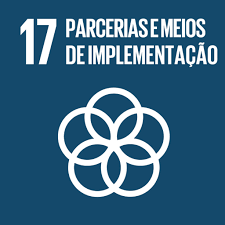 17 PARCERIAS E MEIOS
DE IMPLEMENTAÇÃO